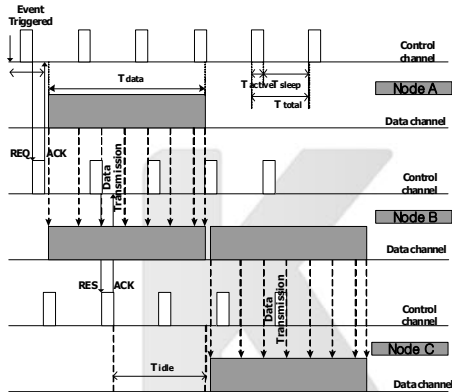 Event
Triggered
Control
channel
T data
T active
T sleep
T total
Node A
Data channel
REQ
ACK
Data
Transmission
Control
channel
Node B
Data channel
RES
ACK
Data
Transmission
Control
channel
T idle
Node C
Data channel